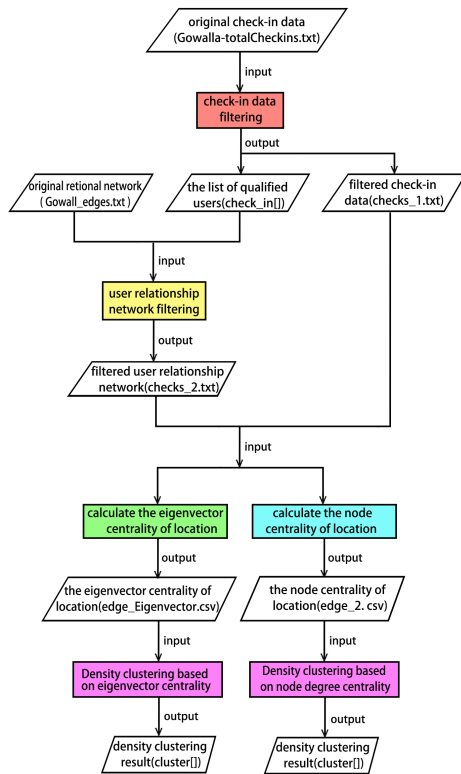 original check-in data
(Gowalla-totalCheckins.txt)
input
check-in data
filtering
output
original retional network
( Gowall_edges.txt )
the list of qualified
users(check_in[])
filtered check-in
data(checks_1.txt)
input
user relationship
network filtering
output
filtered user relationship
network(checks_2.txt)
input
calculate the eigenvector
centrality of location
calculate the node
centrality of location
output
output
the eigenvector centrality of
location(edge_Eigenvector.csv)
the node centrality of
location(edge_2. csv)
input
input
Density clustering based
on eigenvector centrality
Density clustering based
on node degree centrality
output
output
density clustering
result(cluster[])
density clustering
result(cluster[])